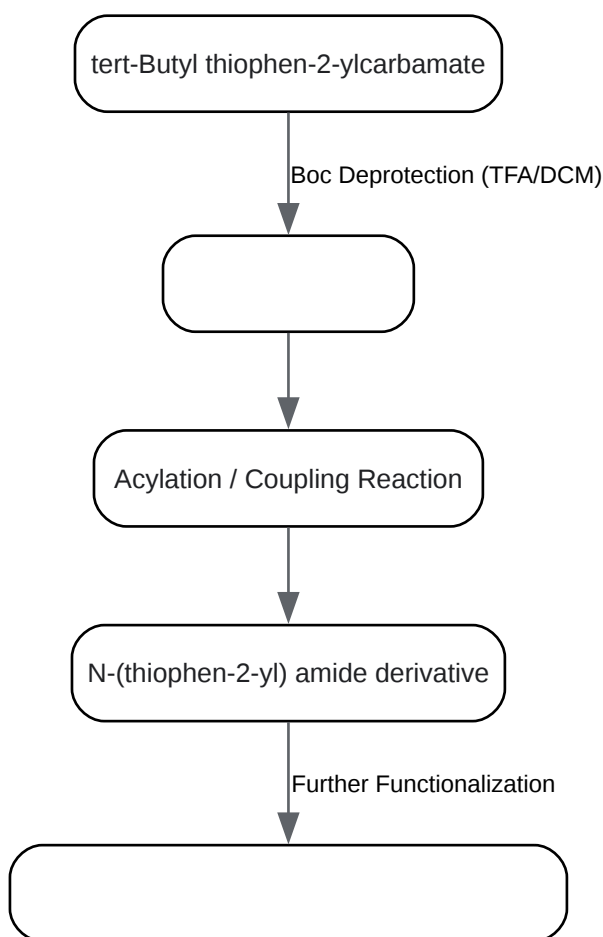 tert-Butyl thiophen-2-ylcarbamate
Boc Deprotection (TFA/DCM)
Acylation / Coupling Reaction
N-(thiophen-2-yl) amide derivative
Further Functionalization